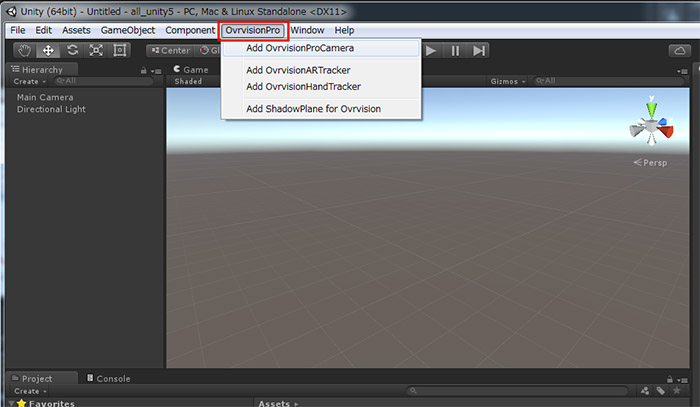 Unity (64bit) - Untitled - all_unity5 - PC, Mac & Linux Standalone <DX11>
File Edit Assets GameObject Component OvrvisionPro Window Help
Add OvrvisionProCamera
Add OvrvisionARTracker
Add OvrvisionHandTracker
Add ShadowPlane for Ovrvision
Center
Hierarchy
Create
All
Main Camera
Directional Light
Game
Shaded
Gizmos
All
y
Persp
Project
Console
Create
Favorites
Assets